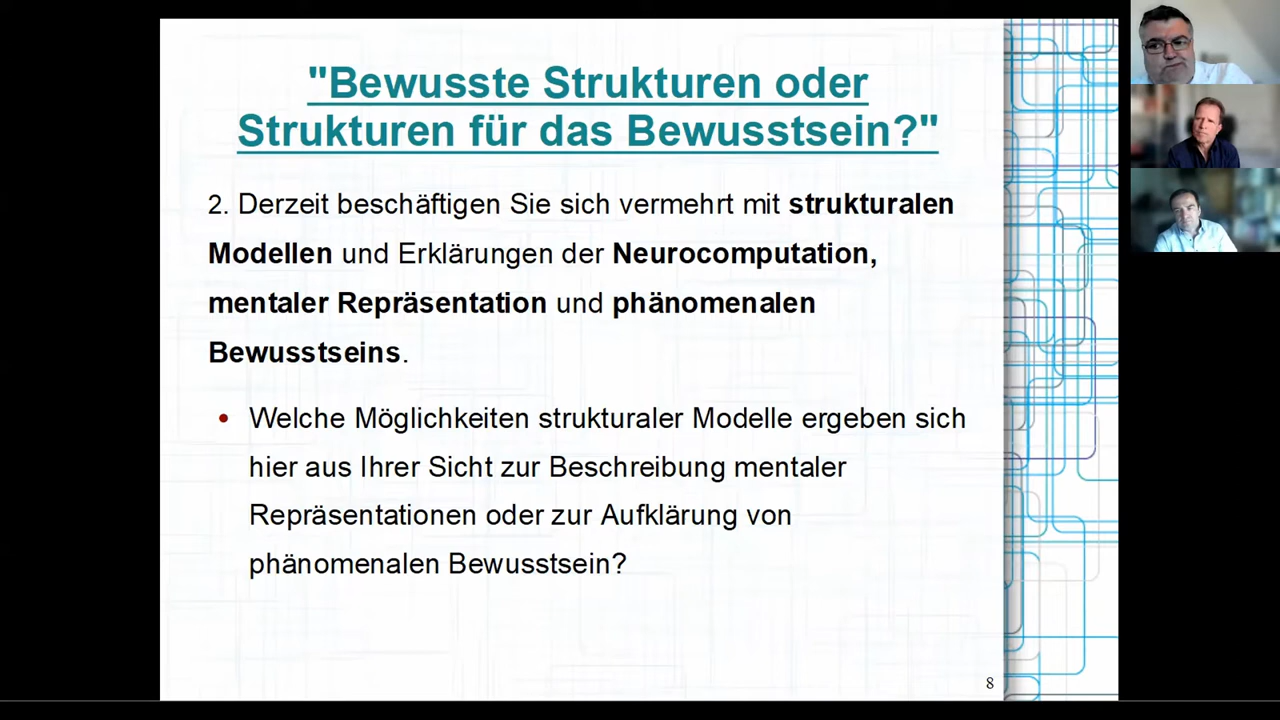 "Bewusste Strukturen oder
Strukturen für das Bewusstsein?"
2. Derzeit beschäftigen Sie sich vermehrt mit strukturalen
Modellen und Erklärungen der Neurocomputation,
mentaler Repräsentation und phänomenalen
Bewusstseins.
• Welche Möglichkeiten strukturaler Modelle ergeben sich
hier aus Ihrer Sicht zur Beschreibung mentaler
Repräsentationen oder zur Aufklärung von
phänomenalen Bewusstsein?
8